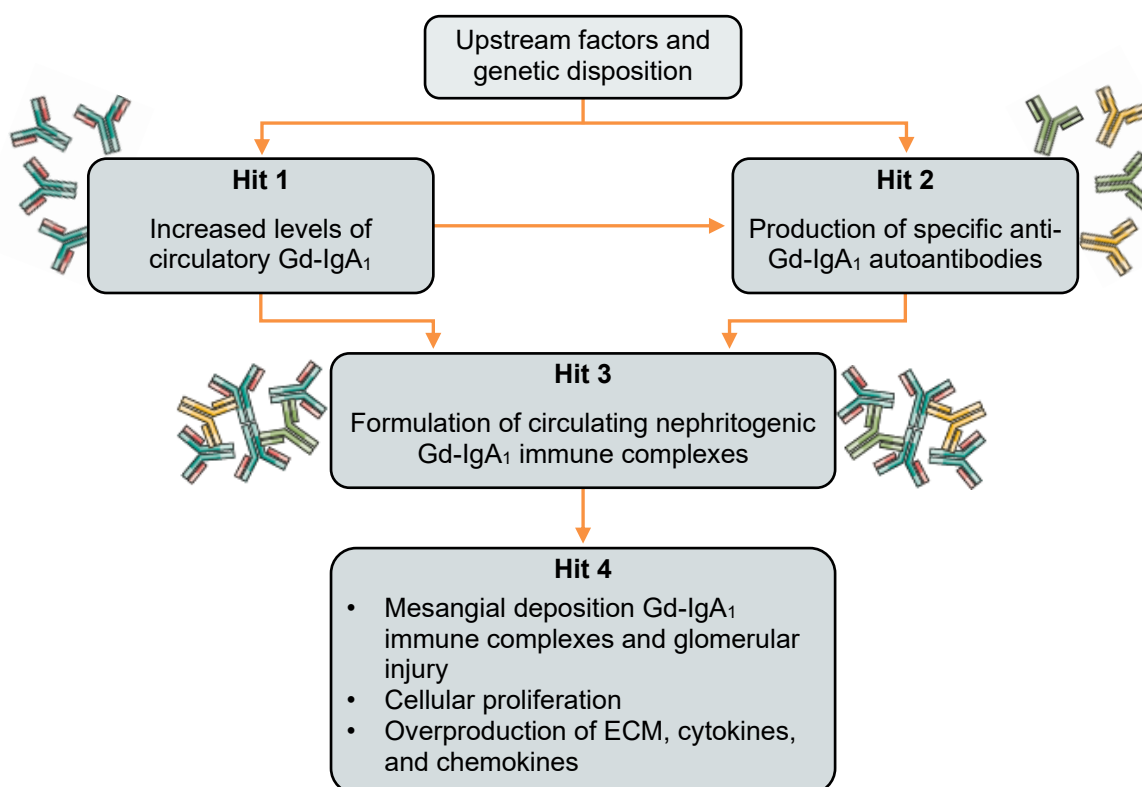 Upstream factors and
genetic disposition
Hit 1
Increased levels of
circulatory Gd-IgA₁
Hit 2
Production of specific anti-
Gd-IgA₁ autoantibodies
Hit 3
Formulation of circulating nephritogenic
Gd-IgA₁ immune complexes
Hit 4
• Mesangial deposition Gd-IgA₁
immune complexes and glomerular
injury
• Cellular proliferation
• Overproduction of ECM, cytokines,
and chemokines